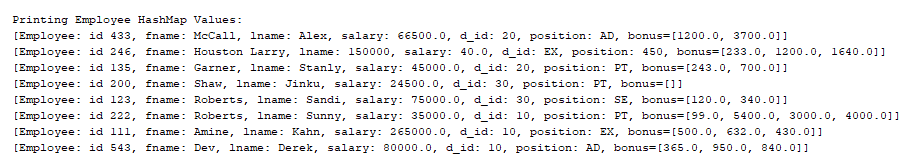 Printing Employee HashMap Values:
[Employee: id 433, fname: McCall, lname: Alex, salary: 66500.0, d_id: 20, position: AD, bonus=[1200.0, 3700.0]]
[Employee: id 246, fname: Houston Larry, lname: 150000, salary: 40.0, d_id: EX, position: 450, bonus=[233.0, 1200.0, 1640.0]]
[Employee: id 135, fname: Garner, lname: Stanly, salary: 45000.0, d_id: 20, position: PT, bonus=[243.0, 700.0]]
[Employee: id 200, fname: Shaw, lname: Jinku, salary: 24500.0, d_id: 30, position: PT, bonus=[]]
[Employee: id 123, fname: Roberts, lname: Sandi, salary: 75000.0, d_id: 30, position: SE, bonus=[120.0, 340.0]]
[Employee: id 222, fname: Roberts, lname: Sunny, salary: 35000.0, d_id: 10, position: PT, bonus=[99.0, 5400.0, 3000.0, 4000.0]]
[Employee: id 111, fname: Amine, lname: Kahn, salary: 265000.0, d_id: 10, position: EX, bonus=[500.0, 632.0, 430.0]]
[Employee: id 543, fname: Dev, lname: Derek, salary: 80000.0, d_id: 10, position: AD, bonus=[365.0, 950.0, 840.0]]